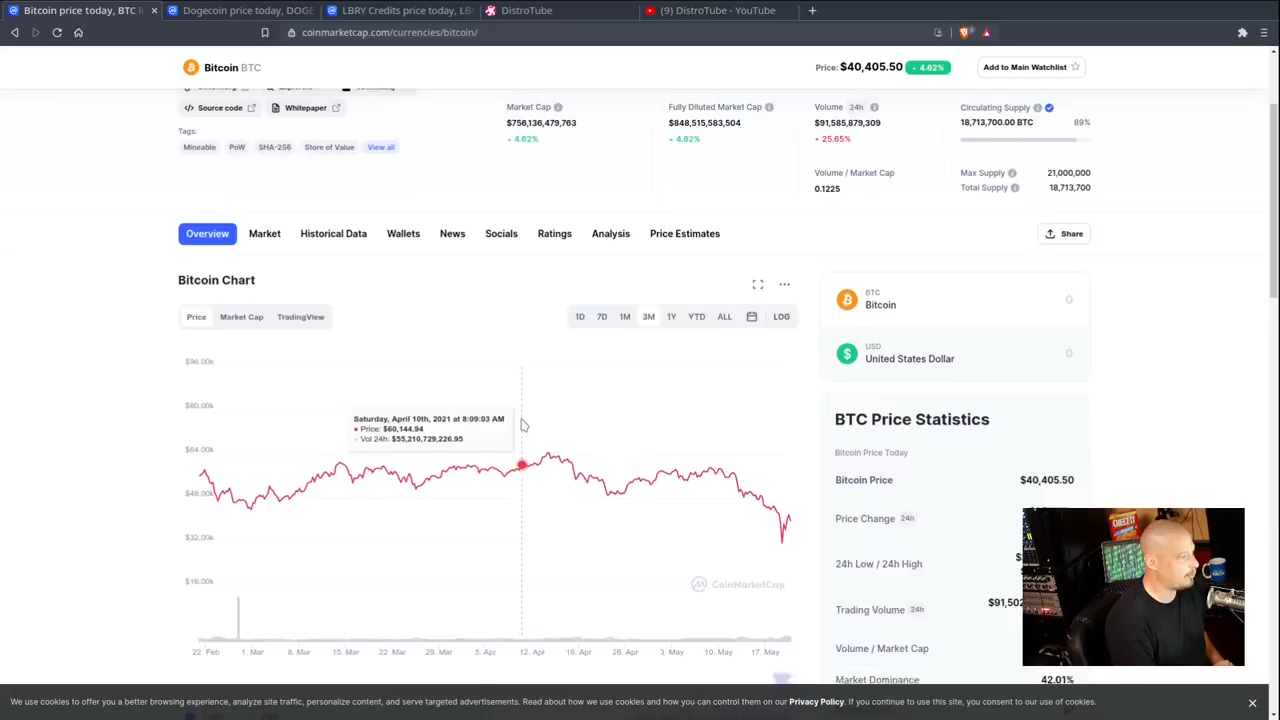 Bitcoin price today, BTC
Dogecoin price today, DOGE
LBRY Credits price today, LBC
DistroTube
(9) DistroTube - YouTube
coinmarketcap.com/currencies/bitcoin/
Bitcoin BTC
Price: $40,405.50 4.62%
Add to Main Watchlist
Source code
Whitepaper
Market Cap
Fully Diluted Market Cap
Volume 24h
Circulating Supply
$756,136,479,763
$848,515,583,504
$91,585,879,309
18,713,700.00 BTC
89%
4.62%
4.62%
25.65%
Tags:
Mineable
PoW
SHA-256
Store of Value
View all
Volume / Market Cap
0.1225
Max Supply
21,000,000
Total Supply
18,713,700
Overview
Market
Historical Data
Wallets
News
Socials
Ratings
Analysis
Price Estimates
Share
Bitcoin Chart
Price
Market Cap
TradingView
1D
7D
1M
3M
1Y
YTD
ALL
LOG
BTC
Bitcoin
0
USD
United States Dollar
0
$96.00k
$80.00k
$64.00k
$48.00k
$32.00k
$16.00k
Saturday, April 10th, 2021 at 8:09:03 AM
Price: $60,144.94
Vol 24h: $55,210,729,226.95
CoinMarketCap
22. Feb
1. Mar
8. Mar
15. Mar
22. Mar
29. Mar
5. Apr
12. Apr
19. Apr
26. Apr
3. May
10. May
17. May
BTC Price Statistics
Bitcoin Price Today
Bitcoin Price
$40,405.50
Price Change 24h
24h Low / 24h High
Trading Volume 24h
$91,502
Volume / Market Cap
Market Dominance
42.01%
CHEEZ-IT
We use cookies to offer you a better browsing experience, analyze site traffic, personalize content, and serve targeted advertisements. Read about how we use cookies and how you can control them on our Privacy Policy. If you continue to use this site, you consent to our use of cookies.